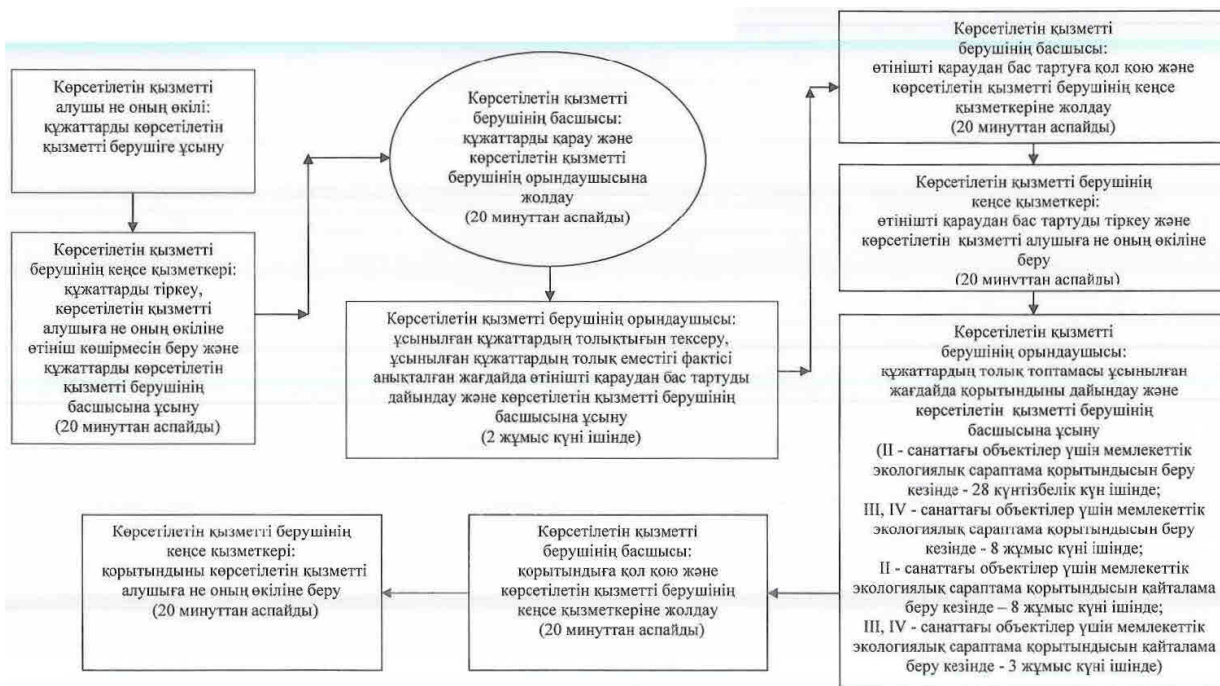 Көрсетілетін қызметті
алушы не оның өкілі:
құжаттарды көрсетілетін
қызметті берушіге ұсыну
Көрсетілетін қызметті
берушінің кеңсе қызметкері:
құжаттарды тіркеу,
көрсетілетін қызметті
алушыға не оның өкіліне
өтініш көшірмесін беру және
құжаттарды көрсетілетін
қызметті берушінің
басшысына ұсыну
(20 минуттан аспайды)
Көрсетілетін қызметті
берушінің басшысы:
құжаттарды қарау және
көрсетілетін қызметті
берушінің орындаушысына
жолдау
(20 минуттан аспайды)
Көрсетілетін қызметті берушінің орындаушысы:
ұсынылған құжаттардың толықтығын тексеру,
ұсынылған құжаттардың толық еместігі фактісі
анықталған жағдайда өтінішті қараудан бас тартуды
дайындау және көрсетілетін қызметті берушінің
басшысына ұсыну
(2 жұмыс күні ішінде)
Көрсетілетін қызметті
берушінің басшысы:
өтінішті қараудан бас тартуға қол қою және
көрсетілетін қызметті берушінің кеңсе
қызметкеріне жолдау
(20 минуттан аспайды)
Көрсетілетін қызметті берушінің
кеңсе қызметкері:
өтінішті қараудан бас тартуды тіркеу және
көрсетілетін қызметті алушыға не оның өкіліне
беру
(20 минуттан аспайды)
Көрсетілетін қызметті
берушінің орындаушысы:
құжаттардың толық топтамасы ұсынылған
жағдайда қорытындыны дайындау және
көрсетілетін қызметті берушінің
басшысына ұсыну
(II - санаттағы объектілер үшін мемлекеттік
экологиялық сараптама қорытындысын беру
кезінде - 28 күнтізбелік күн ішінде;
III, IV - санаттағы объектілер үшін мемлекеттік
экологиялық сараптама қорытындысын беру
кезінде - 8 жұмыс күні ішінде;
II - санаттағы объектілер үшін мемлекеттік
экологиялық сараптама қорытындысын қайталама
беру кезінде – 8 жұмыс күні ішінде;
III, IV - санаттағы объектілер үшін мемлекеттік
экологиялық сараптама қорытындысын қайталама
беру кезінде - 3 жұмыс күні ішінде)
Көрсетілетін қызметті
берушінің басшысы:
қорытындыға қол қою және
көрсетілетін қызметті берушінің
кеңсе қызметкеріне жолдау
(20 минуттан аспайды)
Көрсетілетін қызметті берушінің
кеңсе қызметкері:
қорытындыны көрсетілетін қызметті
алушыға не оның өкіліне беру
(20 минуттан аспайды)